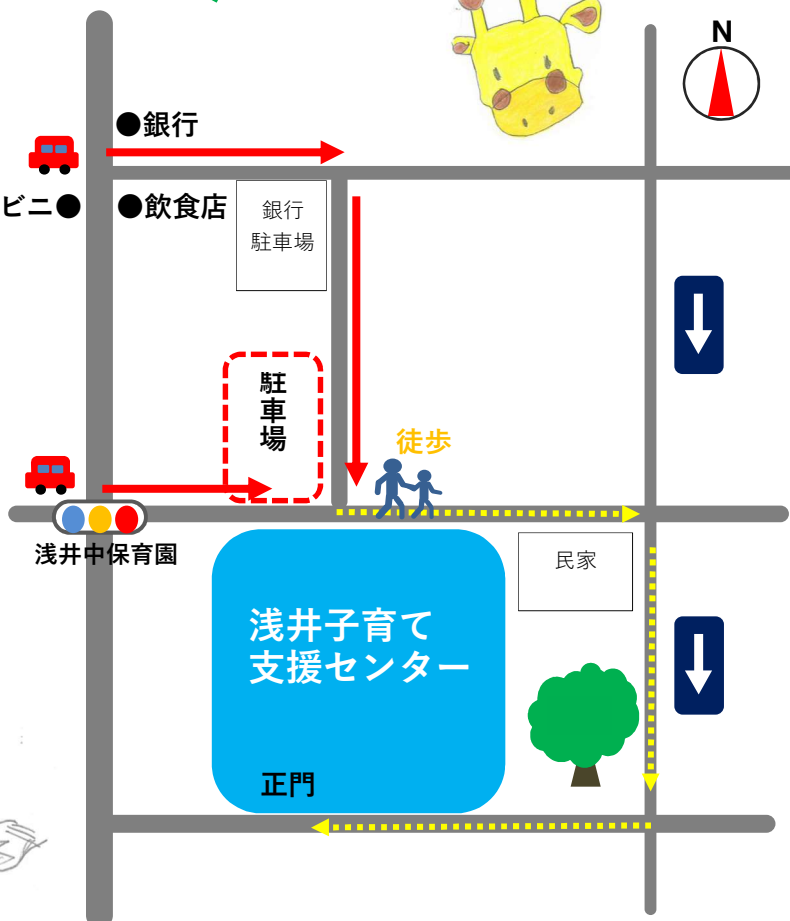 N
●銀行
ビニ●
●飲食店
銀行
駐車場
駐車場
徒歩
浅井中保育園
民家
浅井子育て
支援センター
正門